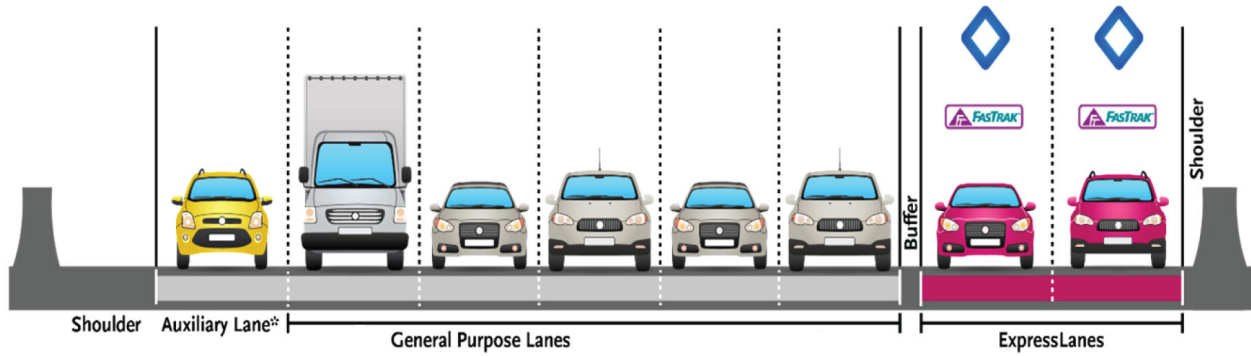 FASTRAK
FASTRAK
Shoulder
Buffer
Shoulder
Auxiliary Lane*
General Purpose Lanes
ExpressLanes